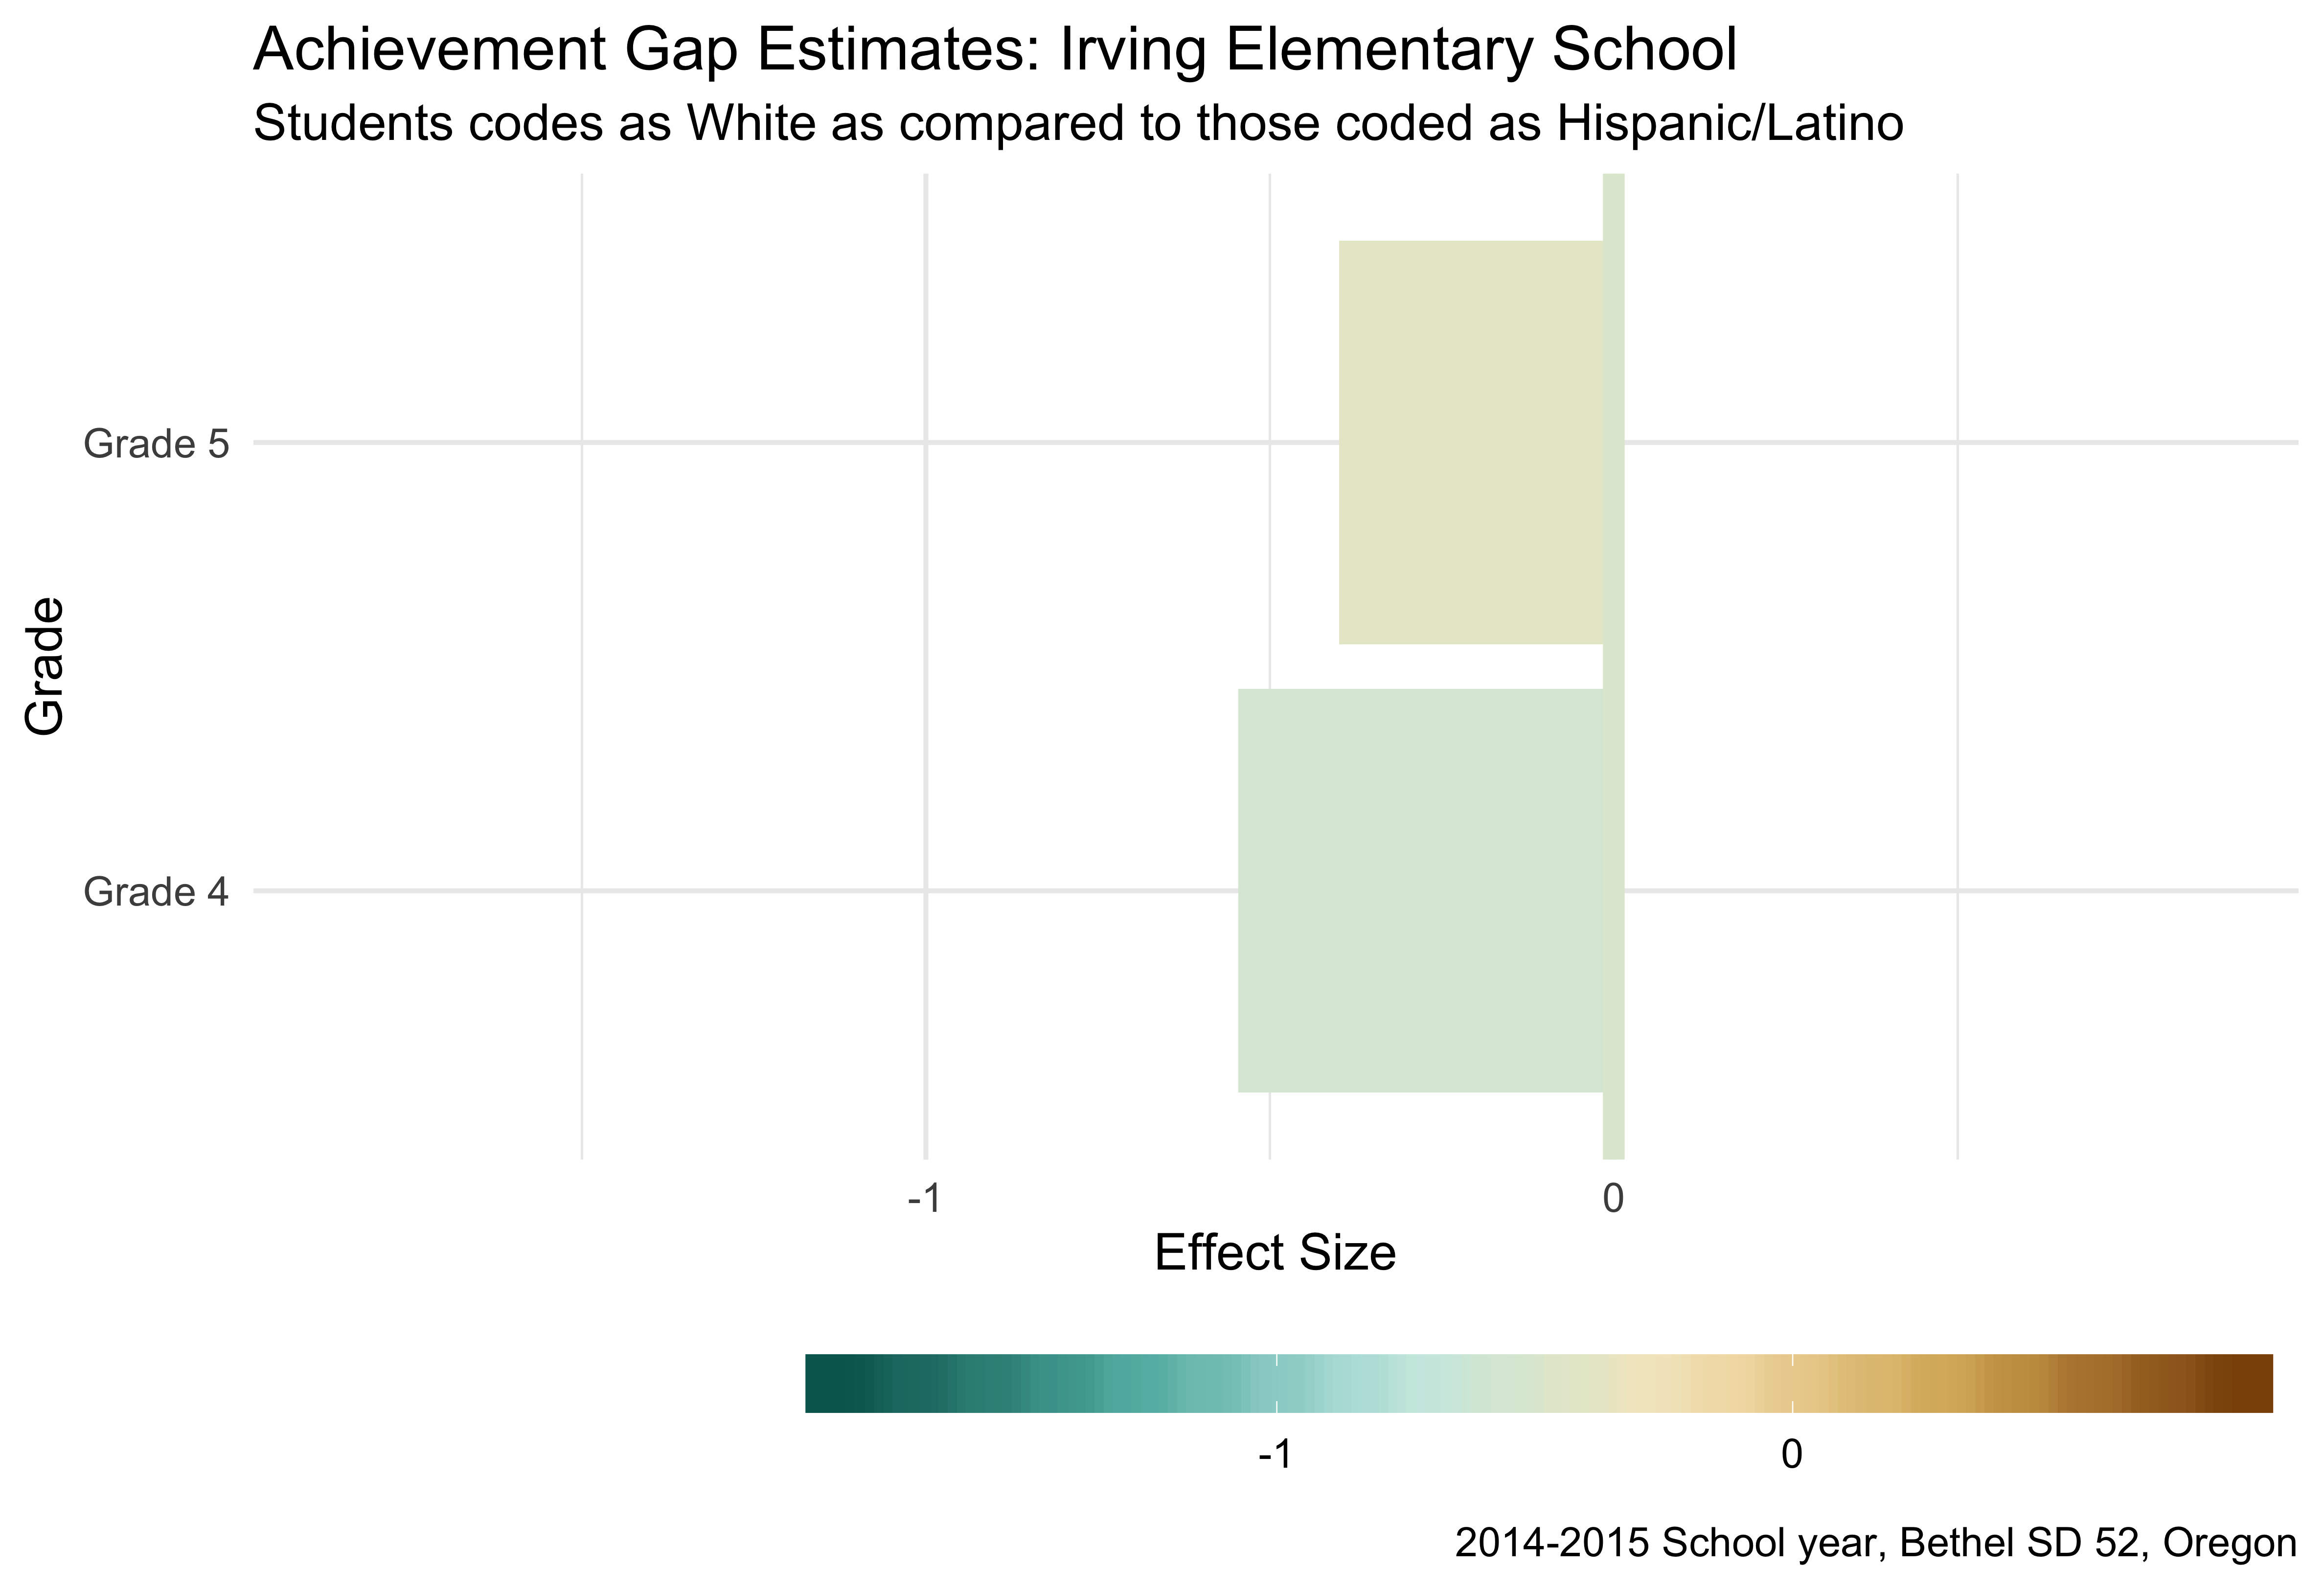 Achievement Gap Estimates: Irving Elementary School
Students codes as White as compared to those coded as Hispanic/Latino
Grade 5
Grade
Grade 4
-1 0
Effect Size
-1 0
2014-2015 School year, Bethel SD 52, Oregon